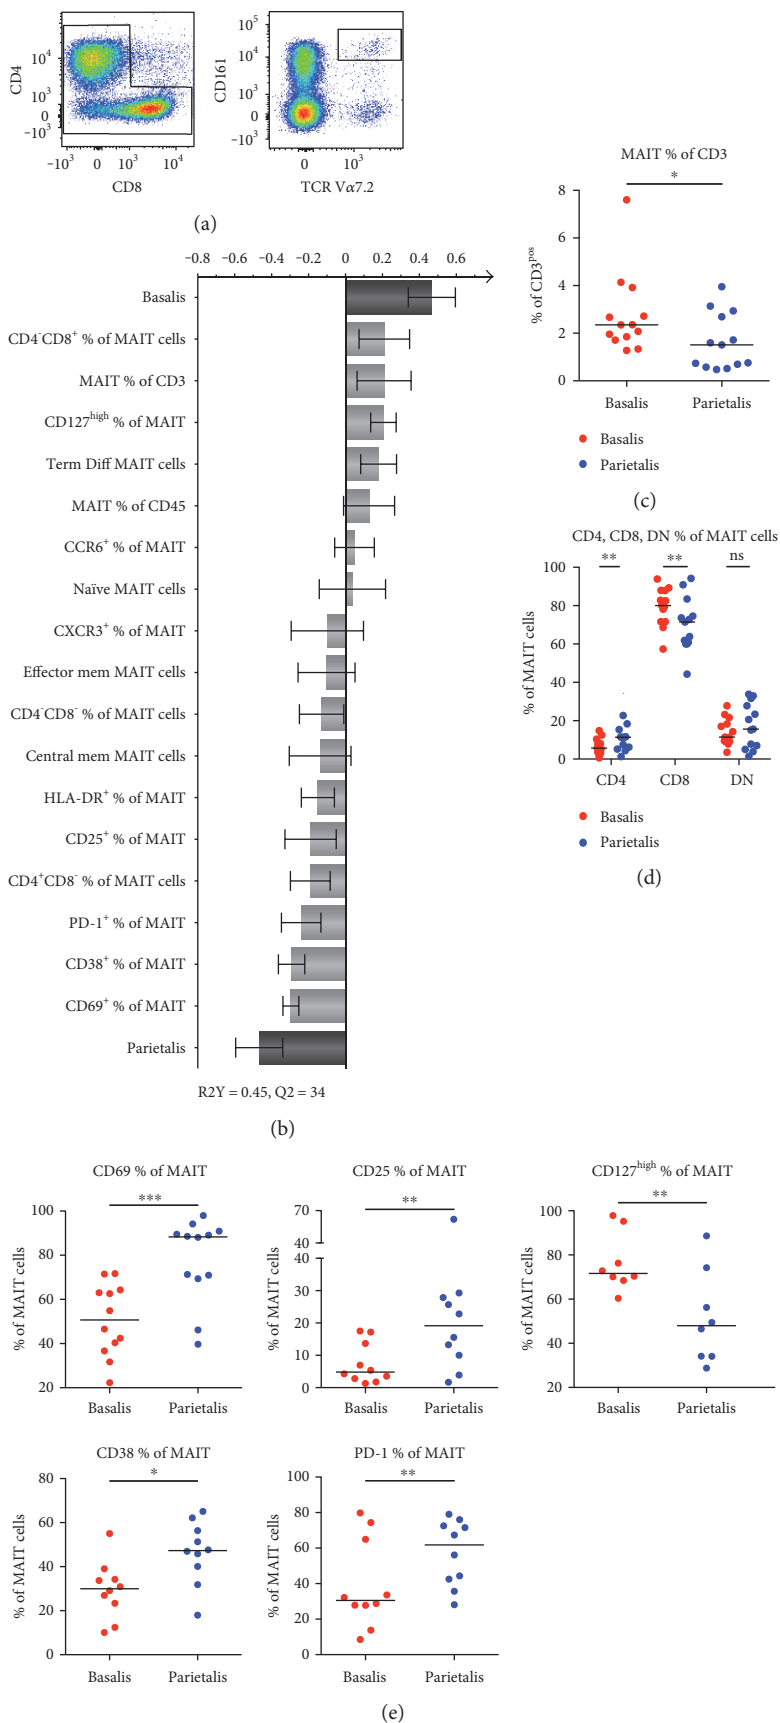 CD4
10⁴
10³
0
−10³
−10³ 0 10³ 10⁴
CD8
CD161
10⁵
10⁴
10³
0
−10³
0 10³
TCR Vα7.2
(a)
−0.8 −0.6 −0.4 −0.2 0 0.2 0.4 0.6
Basalis
CD4⁻CD8⁺ % of MAIT cells
MAIT % of CD3
CD127ʰⁱᵍʰ % of MAIT
Term Diff MAIT cells
MAIT % of CD45
CCR6⁺ % of MAIT
Naïve MAIT cells
CXCR3⁺ % of MAIT
Effector mem MAIT cells
CD4⁻CD8⁻ % of MAIT cells
Central mem MAIT cells
HLA-DR⁺ % of MAIT
CD25⁺ % of MAIT
CD4⁺CD8⁻ % of MAIT cells
PD-1⁺ % of MAIT
CD38⁺ % of MAIT
CD69⁺ % of MAIT
Parietalis
R2Y = 0.45, Q2 = 34
(b)
MAIT % of CD3
*
% of CD3ᵖᵒˢ
8
6
4
2
0
Basalis Parietalis
Basalis
Parietalis
(c)
CD4, CD8, DN % of MAIT cells
** ** ns
% of MAIT cells
100
80
60
40
20
0
CD4 CD8 DN
Basalis
Parietalis
(d)
CD69 % of MAIT
***
% of MAIT cells
100
80
60
40
20
Basalis Parietalis
CD25 % of MAIT
**
% of MAIT cells
70
40
40
30
20
10
0
Basalis Parietalis
CD127ʰⁱᵍʰ % of MAIT
**
% of MAIT cells
100
80
60
40
20
Basalis Parietalis
CD38 % of MAIT
*
% of MAIT cells
80
60
40
20
0
Basalis Parietalis
PD-1 % of MAIT
**
% of MAIT cells
100
80
60
40
20
0
Basalis Parietalis
(e)